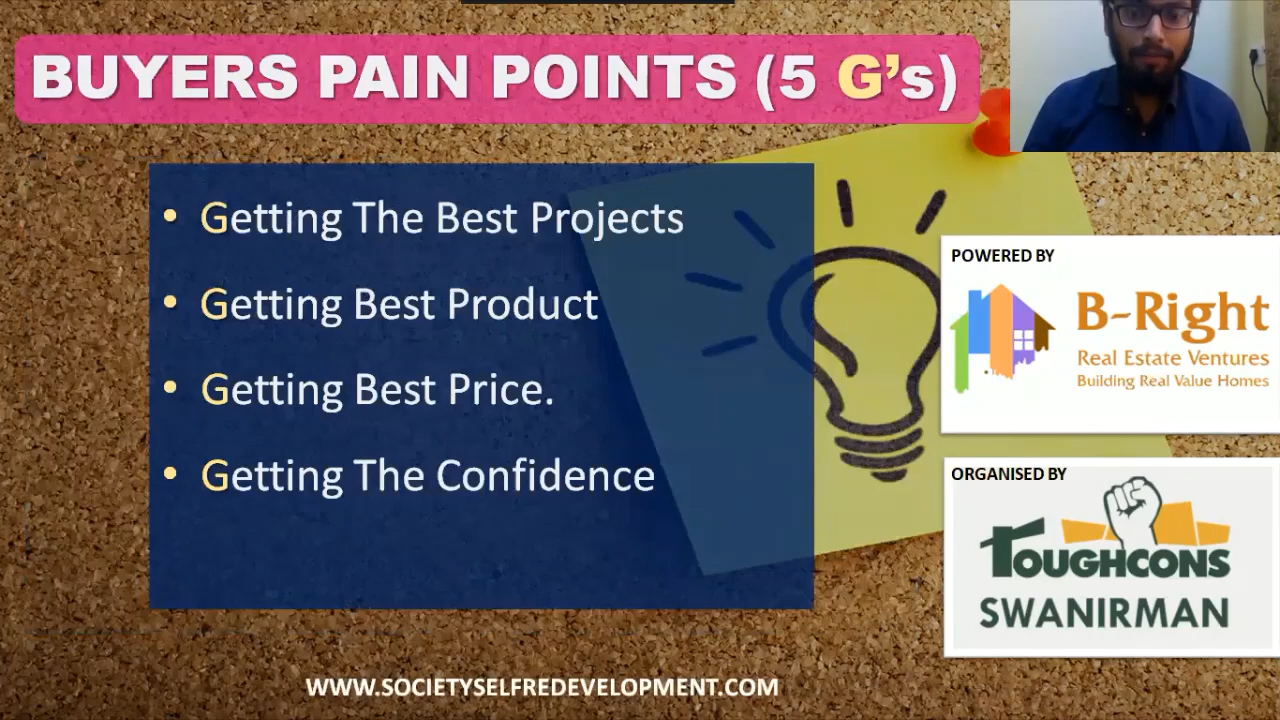 BUYERS PAIN POINTS (5 G's)
• Getting The Best Projects
• Getting Best Product
• Getting Best Price.
• Getting The Confidence
POWERED BY
B-Right
Real Estate Ventures
Building Real Value Homes
ORGANISED BY
TOUGHCONS
SWANIRMAN
WWW.SOCIETYSELFREDEVELOPMENT.COM